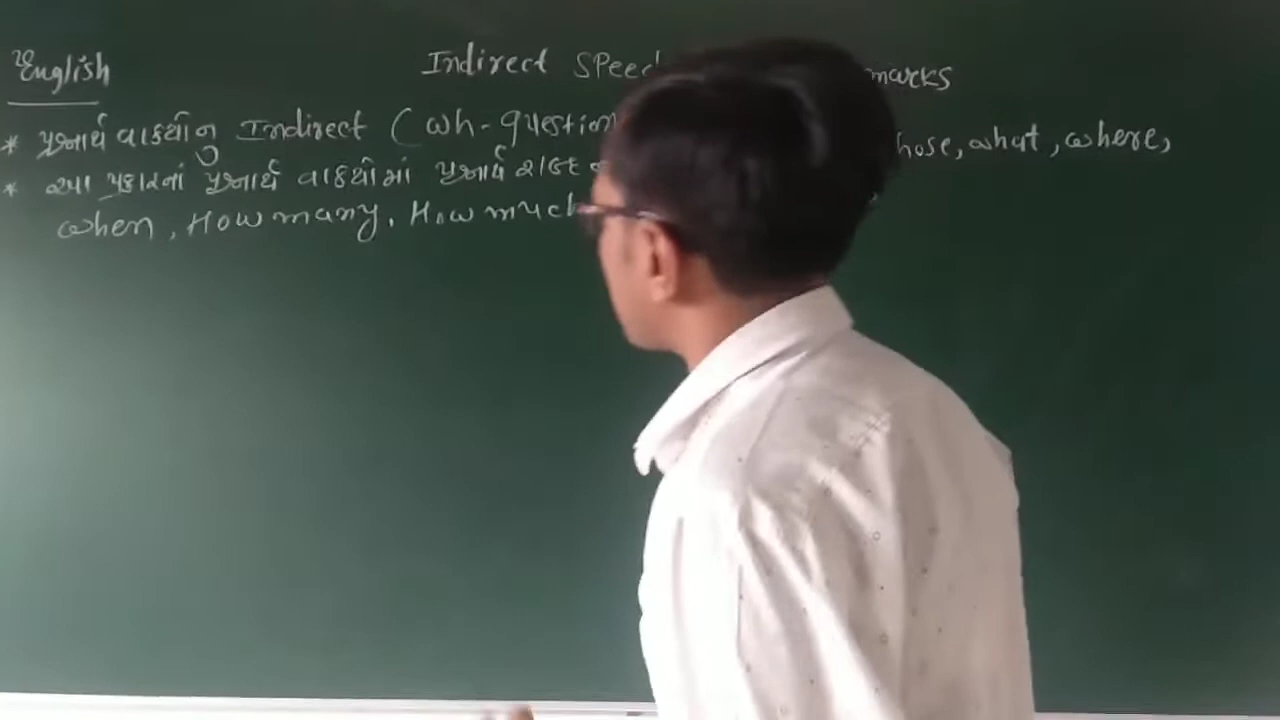 English
Indirect Speec marks
* પ્રશ્નાર્થ વાક્યોનુ Indirect (Wh-question
* આ પ્રકારનાં પ્રશ્નાર્થ વાક્યોમાં પ્રશ્નાર્થ શબ્દ hose, what, where,
when, How many, How much